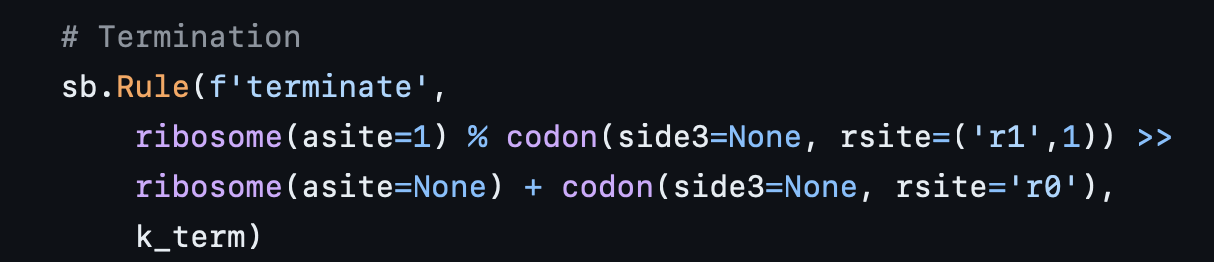 # Termination
sb.Rule(f'terminate',
    ribosome(asite=1) % codon(side3=None, rsite=('r1',1)) >>
    ribosome(asite=None) + codon(side3=None, rsite='r0'),
    k_term)